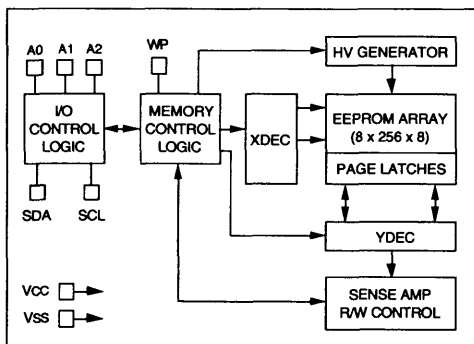 A0 A1 A2
WP
HV GENERATOR
I/O
CONTROL
LOGIC
MEMORY
CONTROL
LOGIC
XDEC
EEPROM ARRAY
(8 x 256 x 8)
PAGE LATCHES
SDA SCL
YDEC
VCC
VSS
SENSE AMP
R/W CONTROL